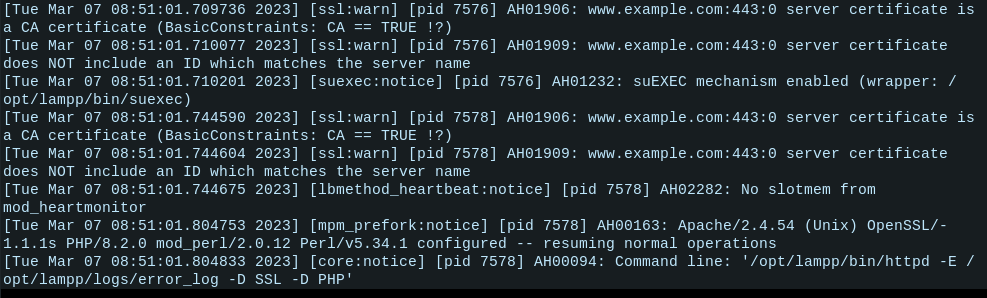 [Tue Mar 07 08:51:01.709736 2023] [ssl:warn] [pid 7576] AH01906: www.example.com:443:0 server certificate is
a CA certificate (BasicConstraints: CA == TRUE !?)
[Tue Mar 07 08:51:01.710077 2023] [ssl:warn] [pid 7576] AH01909: www.example.com:443:0 server certificate
does NOT include an ID which matches the server name
[Tue Mar 07 08:51:01.710201 2023] [suexec:notice] [pid 7576] AH01232: suEXEC mechanism enabled (wrapper: /
opt/lampp/bin/suexec)
[Tue Mar 07 08:51:01.744590 2023] [ssl:warn] [pid 7578] AH01906: www.example.com:443:0 server certificate is
a CA certificate (BasicConstraints: CA == TRUE !?)
[Tue Mar 07 08:51:01.744604 2023] [ssl:warn] [pid 7578] AH01909: www.example.com:443:0 server certificate
does NOT include an ID which matches the server name
[Tue Mar 07 08:51:01.744675 2023] [lbmethod_heartbeat:notice] [pid 7578] AH02282: No slotmem from
mod_heartmonitor
[Tue Mar 07 08:51:01.804753 2023] [mpm_prefork:notice] [pid 7578] AH00163: Apache/2.4.54 (Unix) OpenSSL/-
1.1.1s PHP/8.2.0 mod_perl/2.0.12 Perl/v5.34.1 configured -- resuming normal operations
[Tue Mar 07 08:51:01.804833 2023] [core:notice] [pid 7578] AH00094: Command line: '/opt/lampp/bin/httpd -E /
opt/lampp/logs/error_log -D SSL -D PHP'